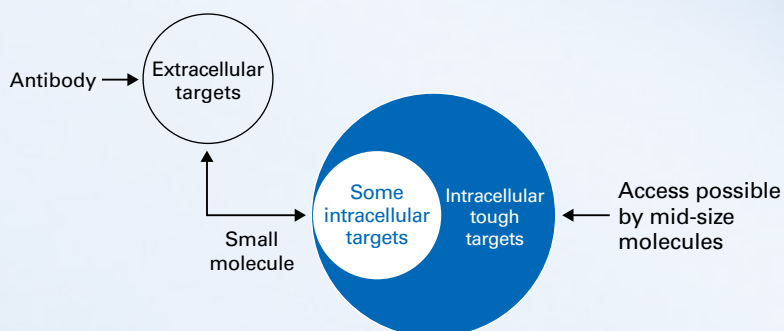 Antibody
Extracellular
targets
Some
intracellular
targets
Intracellular
tough
targets
Access possible
by mid-size
molecules
Small
molecule